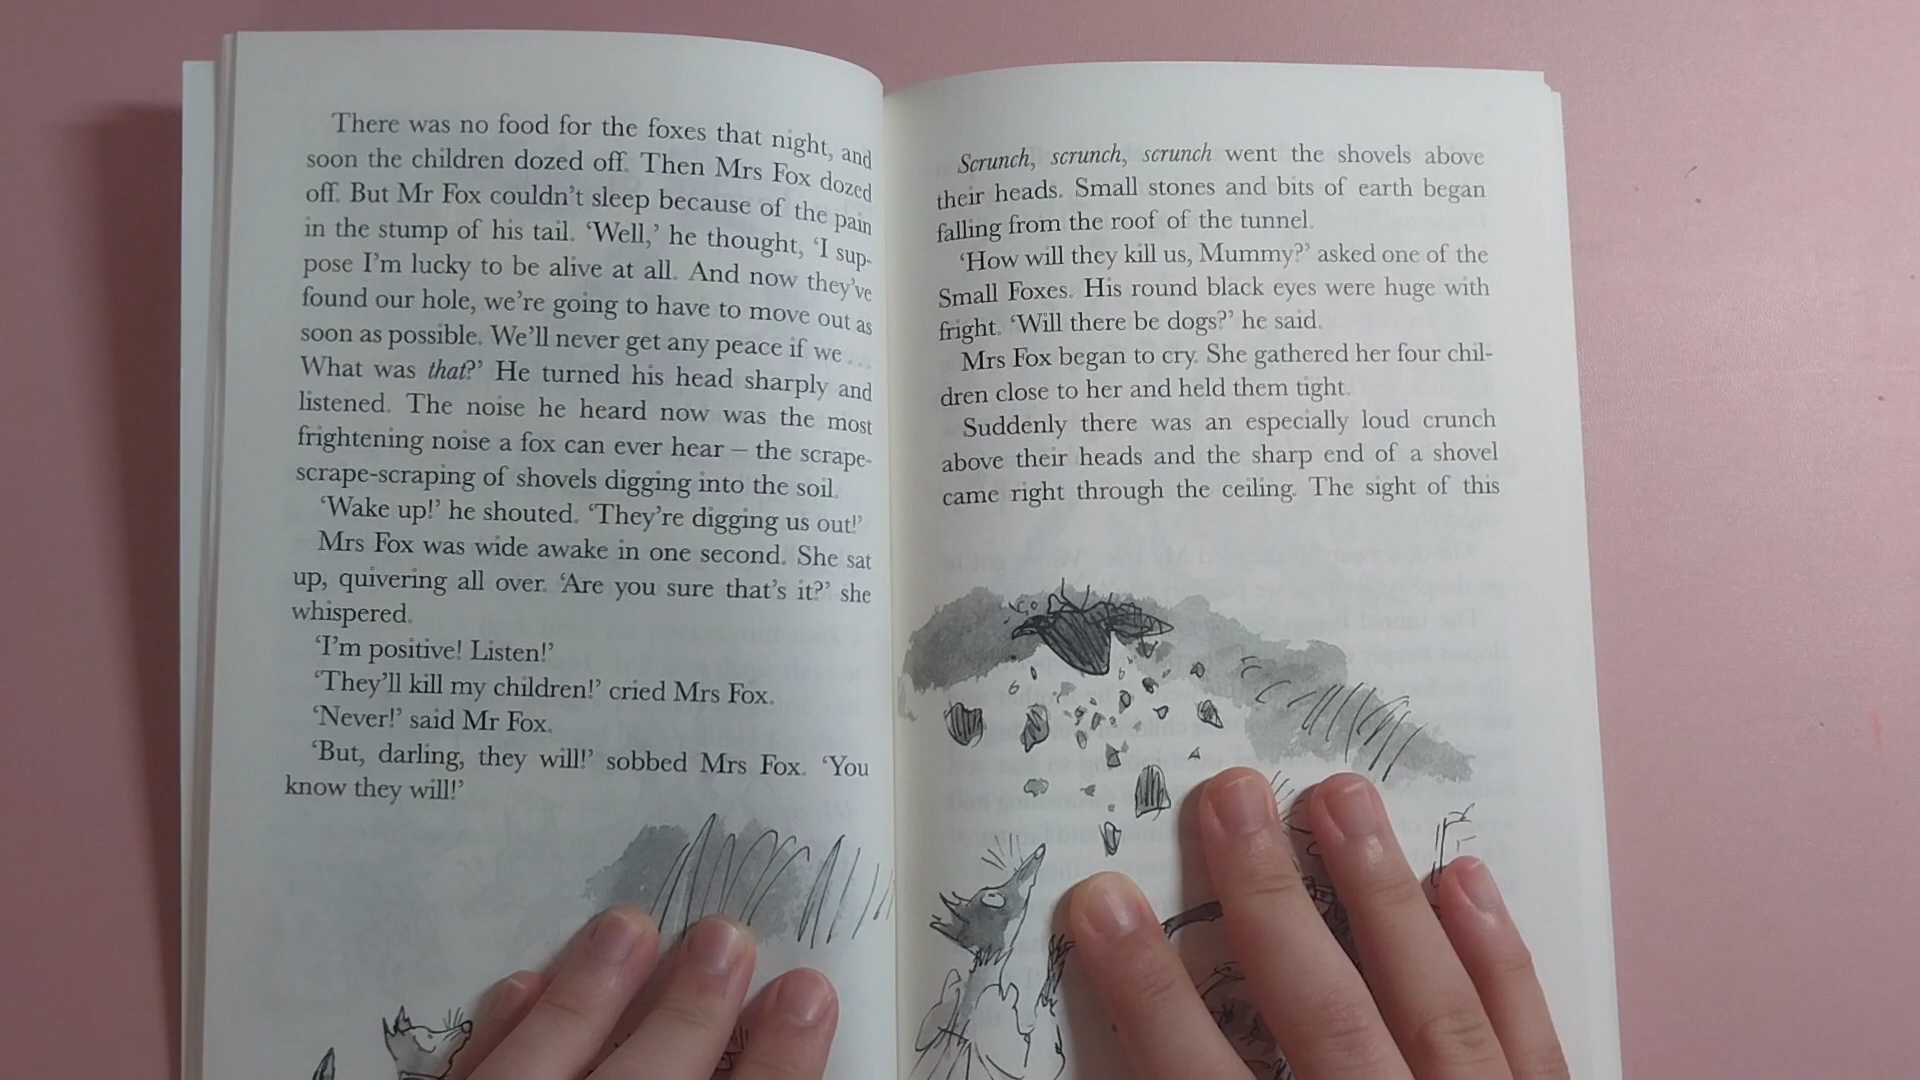 There was no food for the foxes that night, and
soon the children dozed off. Then Mrs Fox dozed
off. But Mr Fox couldn't sleep because of the pain
in the stump of his tail. ‘Well,’ he thought, ‘I sup-
pose I'm lucky to be alive at all. And now they've
found our hole, we're going to have to move out as
soon as possible. We'll never get any peace if we ...
What was that?’ He turned his head sharply and
listened. The noise he heard now was the most
frightening noise a fox can ever hear – the scrape-
scrape-scraping of shovels digging into the soil.
‘Wake up!’ he shouted. ‘They're digging us out!’
Mrs Fox was wide awake in one second. She sat
up, quivering all over. ‘Are you sure that's it?’ she
whispered.
‘I'm positive! Listen!’
‘They'll kill my children!’ cried Mrs Fox.
‘Never!’ said Mr Fox.
‘But, darling, they will!’ sobbed Mrs Fox. ‘You
know they will!’
Scrunch, scrunch, scrunch went the shovels above
their heads. Small stones and bits of earth began
falling from the roof of the tunnel.
‘How will they kill us, Mummy?’ asked one of the
Small Foxes. His round black eyes were huge with
fright. ‘Will there be dogs?’ he said.
Mrs Fox began to cry. She gathered her four chil-
dren close to her and held them tight.
Suddenly there was an especially loud crunch
above their heads and the sharp end of a shovel
came right through the ceiling. The sight of this